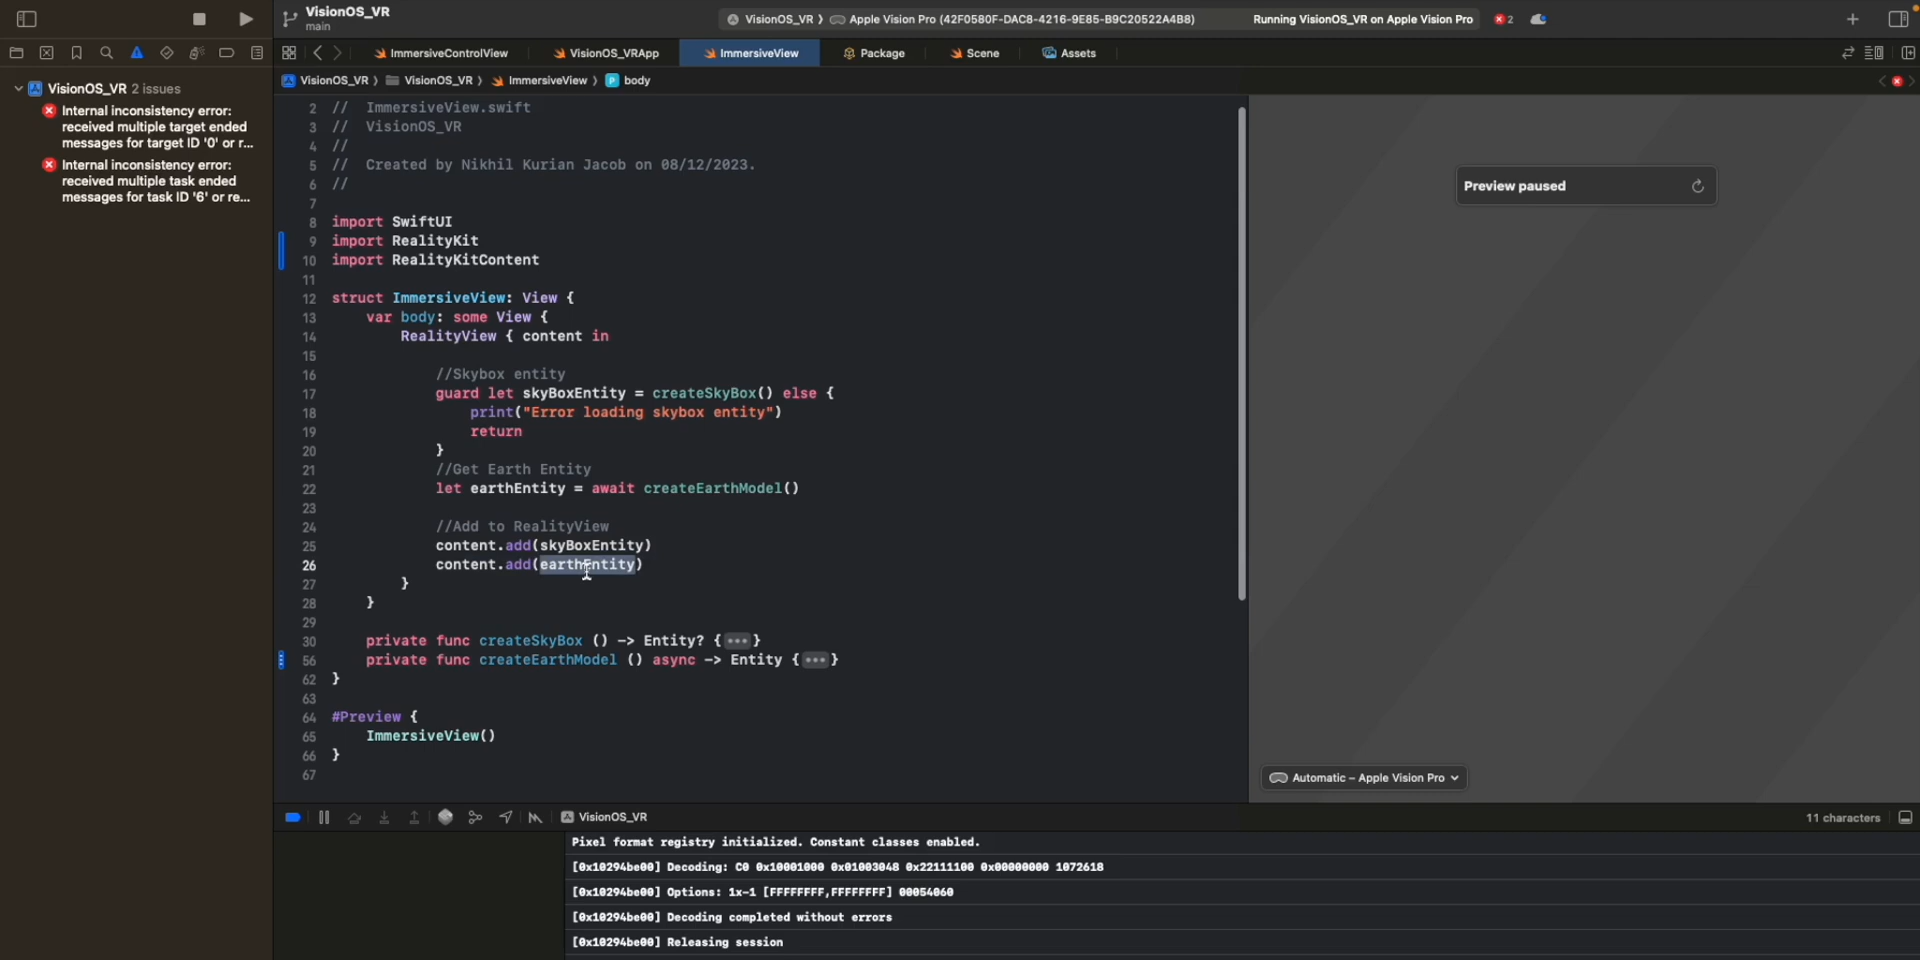 VisionOS_VR
main
VisionOS_VR ⟩ Apple Vision Pro (42F0580F-DAC8-4216-9E85-B9C20522A4B8)
Running VisionOS_VR on Apple Vision Pro
2
ImmersiveControlView
VisionOS_VRApp
ImmersiveView
Package
Scene
Assets
VisionOS_VR ⟩ VisionOS_VR ⟩ ImmersiveView ⟩ P body
VisionOS_VR 2 issues
Internal inconsistency error:
received multiple target ended
messages for target ID '0' or r...
Internal inconsistency error:
received multiple task ended
messages for task ID '6' or re...
2 //  ImmersiveView.swift
3 //  VisionOS_VR
4 //
5 //  Created by Nikhil Kurian Jacob on 08/12/2023.
6 //
7
8 import SwiftUI
9 import RealityKit
10 import RealityKitContent
11
12 struct ImmersiveView: View {
13     var body: some View {
14         RealityView { content in
15
16             //Skybox entity
17             guard let skyBoxEntity = createSkyBox() else {
18                 print("Error loading skybox entity")
19                 return
20             }
21             //Get Earth Entity
22             let earthEntity = await createEarthModel()
23
24             //Add to RealityView
25             content.add(skyBoxEntity)
26             content.add(earthEntity)
27         }
28     }
29
30     private func createSkyBox () -> Entity? {•••}
56     private func createEarthModel () async -> Entity {•••}
62 }
63
64 #Preview {
65     ImmersiveView()
66 }
67
Preview paused
Automatic – Apple Vision Pro
VisionOS_VR
11 characters
Pixel format registry initialized. Constant classes enabled.
[0x10294be00] Decoding: C0 0x10001000 0x01003048 0x22111100 0x00000000 1072618
[0x10294be00] Options: 1x-1 [FFFFFFFF,FFFFFFFF] 00054060
[0x10294be00] Decoding completed without errors
[0x10294be00] Releasing session